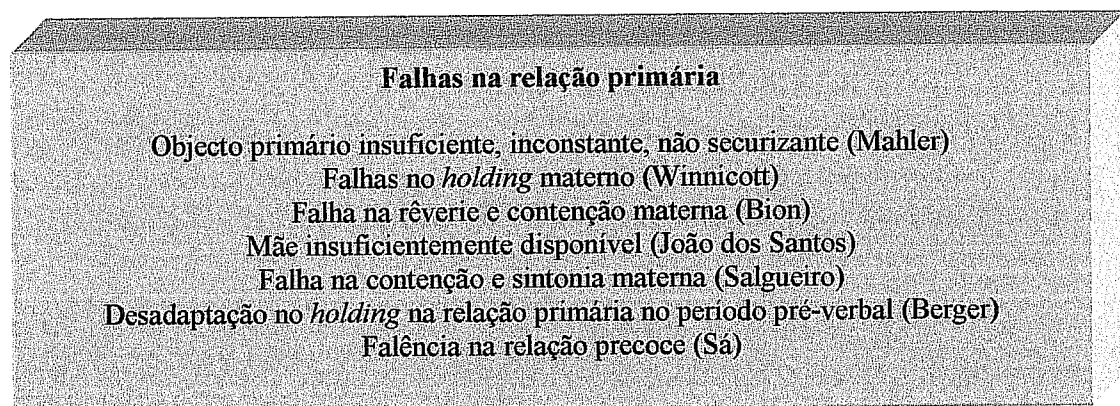 Falhas na relação primária
Objecto primário insuficiente, inconstante, não securizante (Mahler)
Falhas no holding materno (Winnicott)
Falha na rêverie e contenção materna (Bion)
Mãe insuficientemente disponível (João dos Santos)
Falha na contenção e sintonia materna (Salgueiro)
Desadaptação no holding na relação primária no período pré-verbal (Berger)
Falência na relação precoce (Sá)